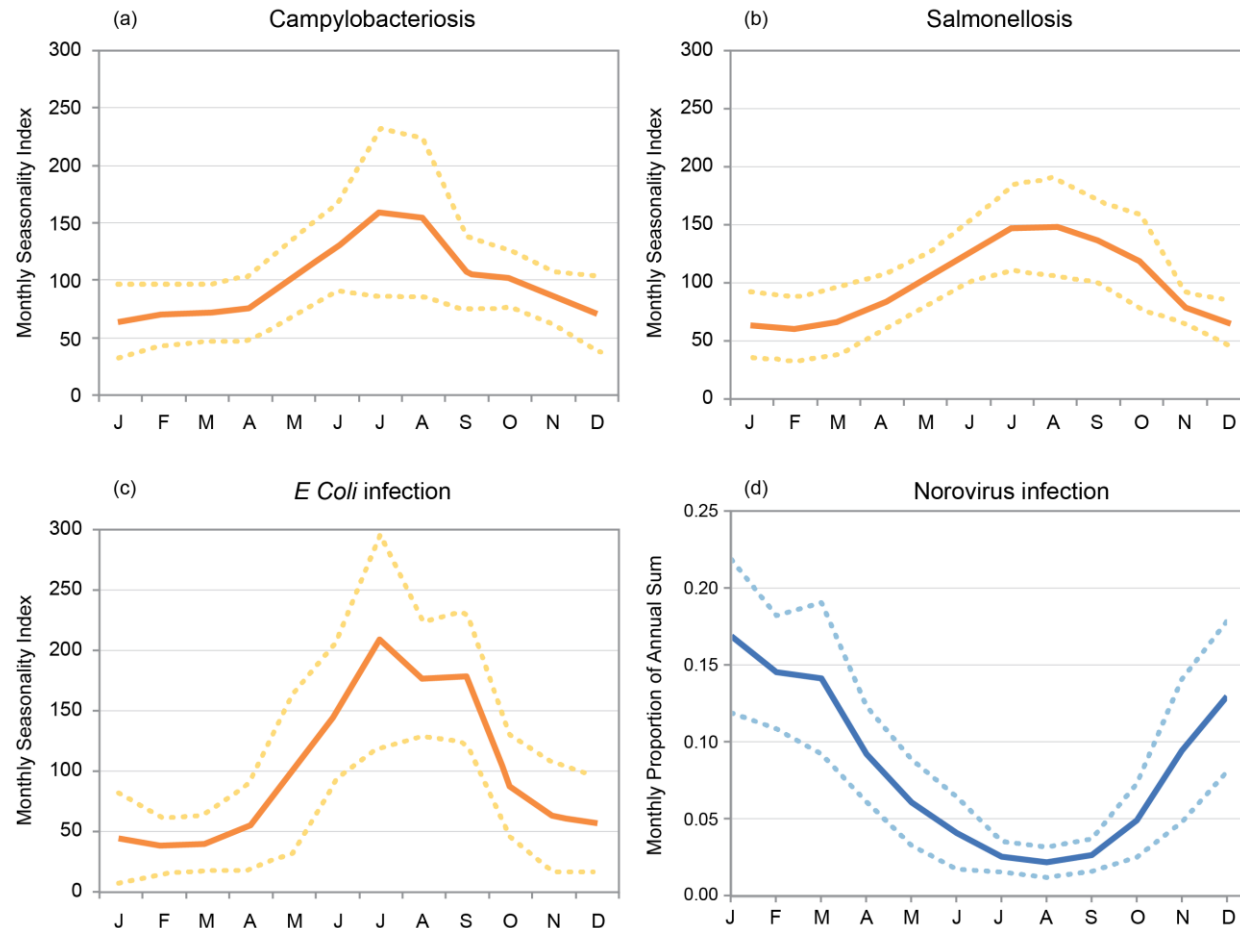 (a) Campylobacteriosis
Monthly Seasonality Index
300
250
200
150
100
50
0
J F M A M J J A S O N D
(b) Salmonellosis
Monthly Seasonality Index
300
250
200
150
100
50
0
J F M A M J J A S O N D
(c) E Coli infection
Monthly Seasonality Index
300
250
200
150
100
50
0
J F M A M J J A S O N D
(d) Norovirus infection
Monthly Proportion of Annual Sum
0.25
0.20
0.15
0.10
0.05
0.00
J F M A M J J A S O N D